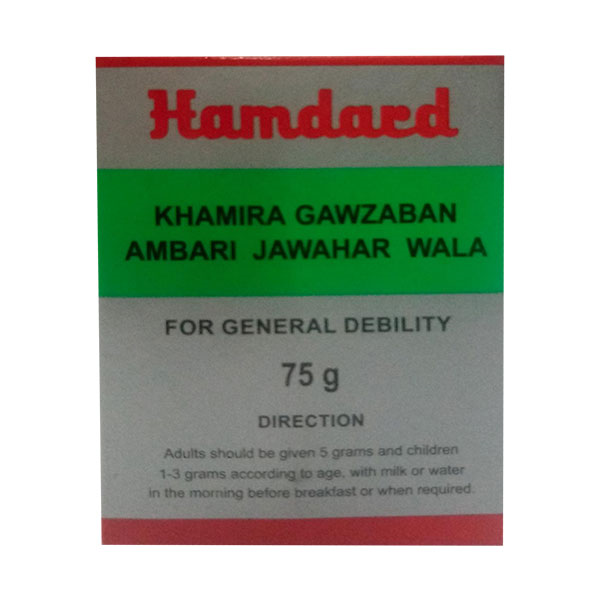 Hamdard
KHAMIRA GAWZABAN
AMBARI JAWAHAR WALA
FOR GENERAL DEBILITY
75 g
DIRECTION
Adults should be given 5 grams and children
1-3 grams according to age, with milk or water
in the morning before breakfast or when required.